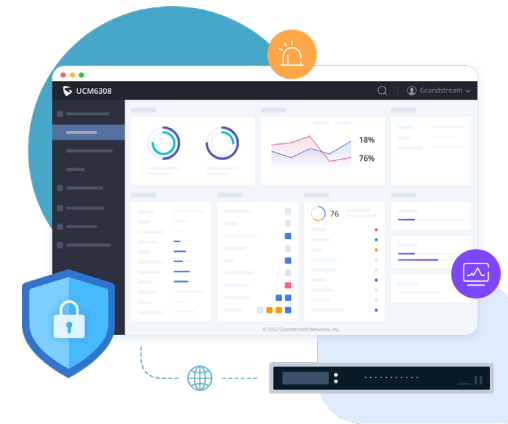 UCM6308
Grandstream
18%
76%
76
© 2022 Grandstream Networks, Inc.